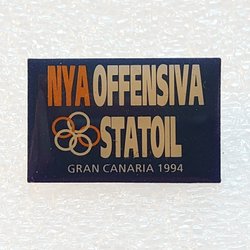 NYA OFFENSIVA
STATOIL
GRAN CANARIA 1994